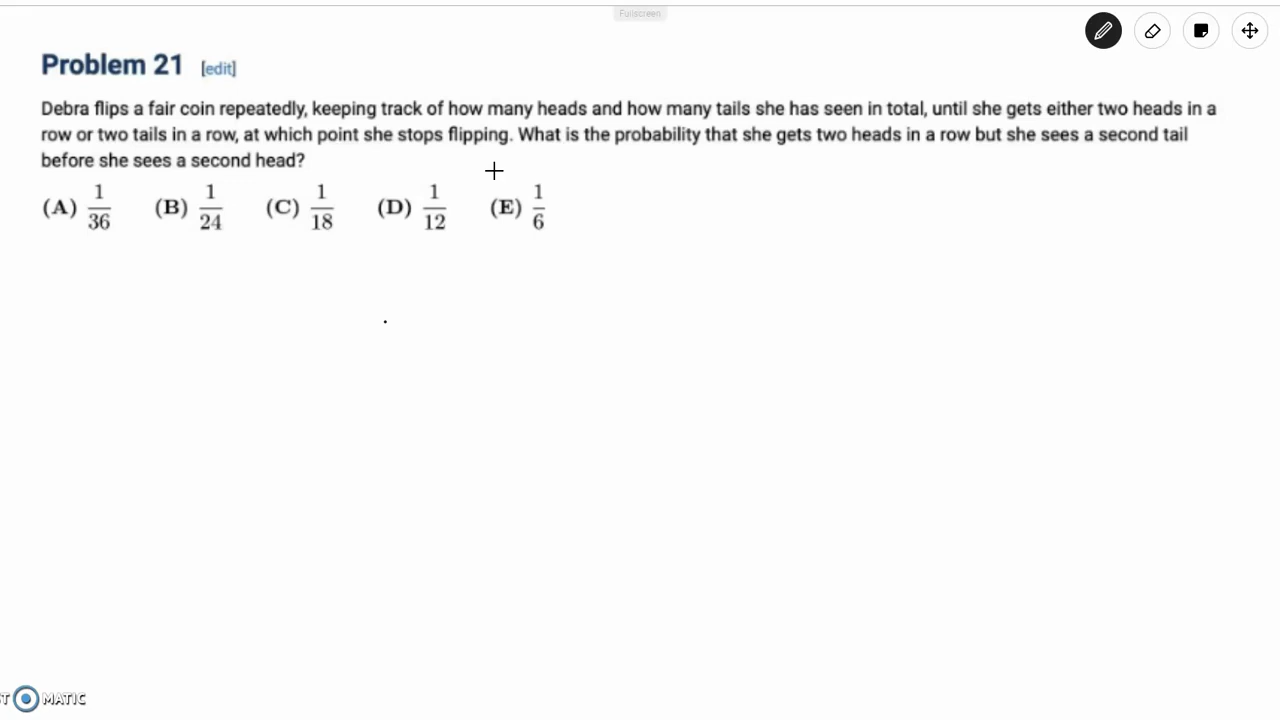 Fullscreen
Problem 21 [edit]
Debra flips a fair coin repeatedly, keeping track of how many heads and how many tails she has seen in total, until she gets either two heads in a
row or two tails in a row, at which point she stops flipping. What is the probability that she gets two heads in a row but she sees a second tail
before she sees a second head?
(A) 1/36 (B) 1/24 (C) 1/18 (D) 1/12 (E) 1/6
T MATIC